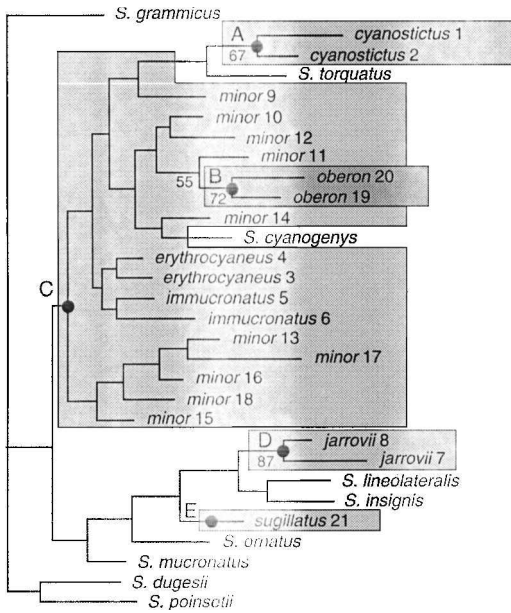 S. grammicus
A
cyanostictus 1
67
cyanostictus 2
S. torquatus
minor 9
minor 10
minor 12
minor 11
55
B
oberon 20
72
oberon 19
minor 14
S. cyanogenys
erythrocyaneus 4
C
erythrocyaneus 3
immucronatus 5
immucronatus 6
minor 13
minor 17
minor 16
minor 18
minor 15
D
jarrovii 8
87
jarrovii 7
S. lineolateralis
S. insignis
E
sugillatus 21
S. ornatus
S. mucronatus
S. dugesii
S. poinsetii